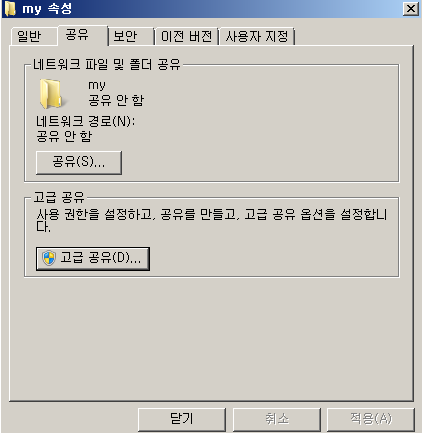 my 속성
일반 공유 보안 이전 버전 사용자 지정
네트워크 파일 및 폴더 공유
my
공유 안 함
네트워크 경로(N):
공유 안 함
공유(S)...
고급 공유
사용 권한을 설정하고, 공유를 만들고, 고급 공유 옵션을 설정합니
다.
고급 공유(D)...
닫기 취소 적용(A)